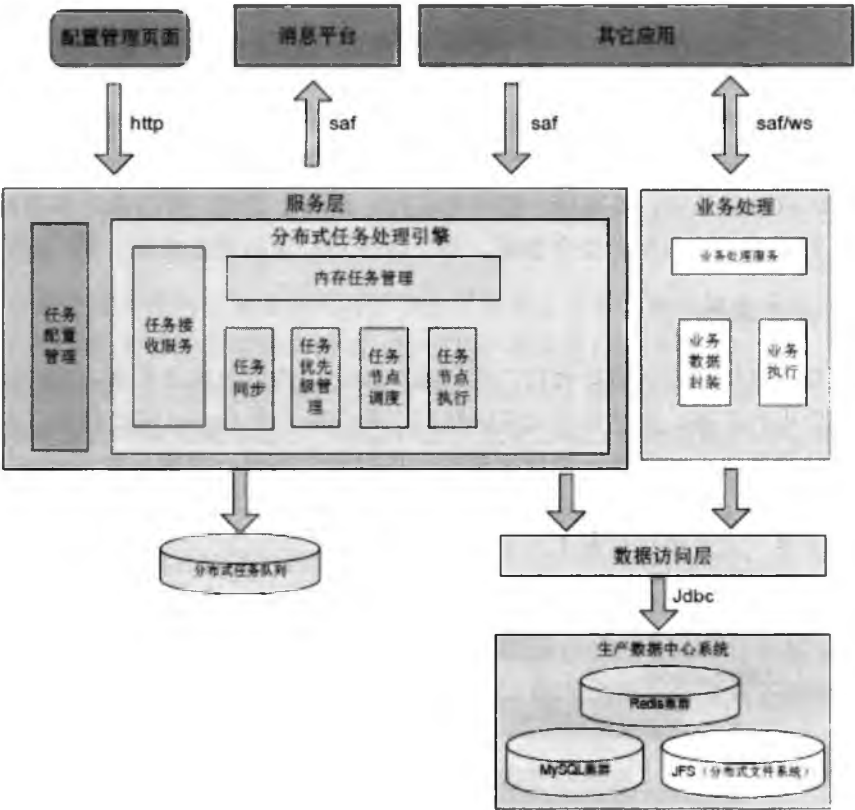 配置管理页面
消息平台
其它应用
http
saf
saf
saf/ws
服务层
业务处理
分布式任务处理引擎
任务
配置
管理
任务接
收服务
内存任务管理
任务
同步
任务
优先
级管
理
任务
节点
调度
任务
节点
执行
业务处理服务
业务
数据
封装
业务
执行
分布式任务队列
数据访问层
Jdbc
生产数据中心系统
Redis集群
MySQL集群
JFS（分布式文件系统）